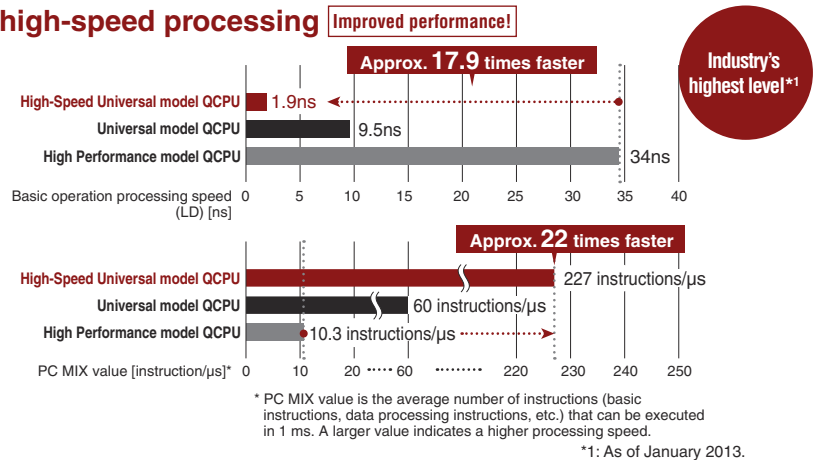 high-speed processing Improved performance!
Industry's
highest level*1
Approx. 17.9 times faster
High-Speed Universal model QCPU 1.9ns
Universal model QCPU 9.5ns
High Performance model QCPU 34ns
Basic operation processing speed 0 5 10 15 20 25 30 35 40
(LD) [ns]
Approx. 22 times faster
High-Speed Universal model QCPU 227 instructions/μs
Universal model QCPU 60 instructions/μs
High Performance model QCPU 10.3 instructions/μs
PC MIX value [instruction/μs]* 0 10 20 60 220 230 240 250
* PC MIX value is the average number of instructions (basic
instructions, data processing instructions, etc.) that can be executed
in 1 ms. A larger value indicates a higher processing speed.
*1: As of January 2013.